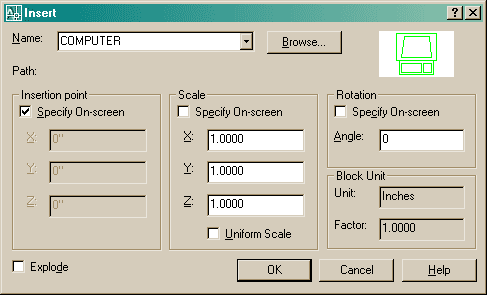 Insert
Name: COMPUTER Browse...
Path:
Insertion point
Specify On-screen
X: 0"
Y: 0"
Z: 0"
Scale
Specify On-screen
X: 1.0000
Y: 1.0000
Z: 1.0000
Uniform Scale
Rotation
Specify On-screen
Angle: 0
Block Unit
Unit: Inches
Factor: 1.0000
Explode
OK Cancel Help